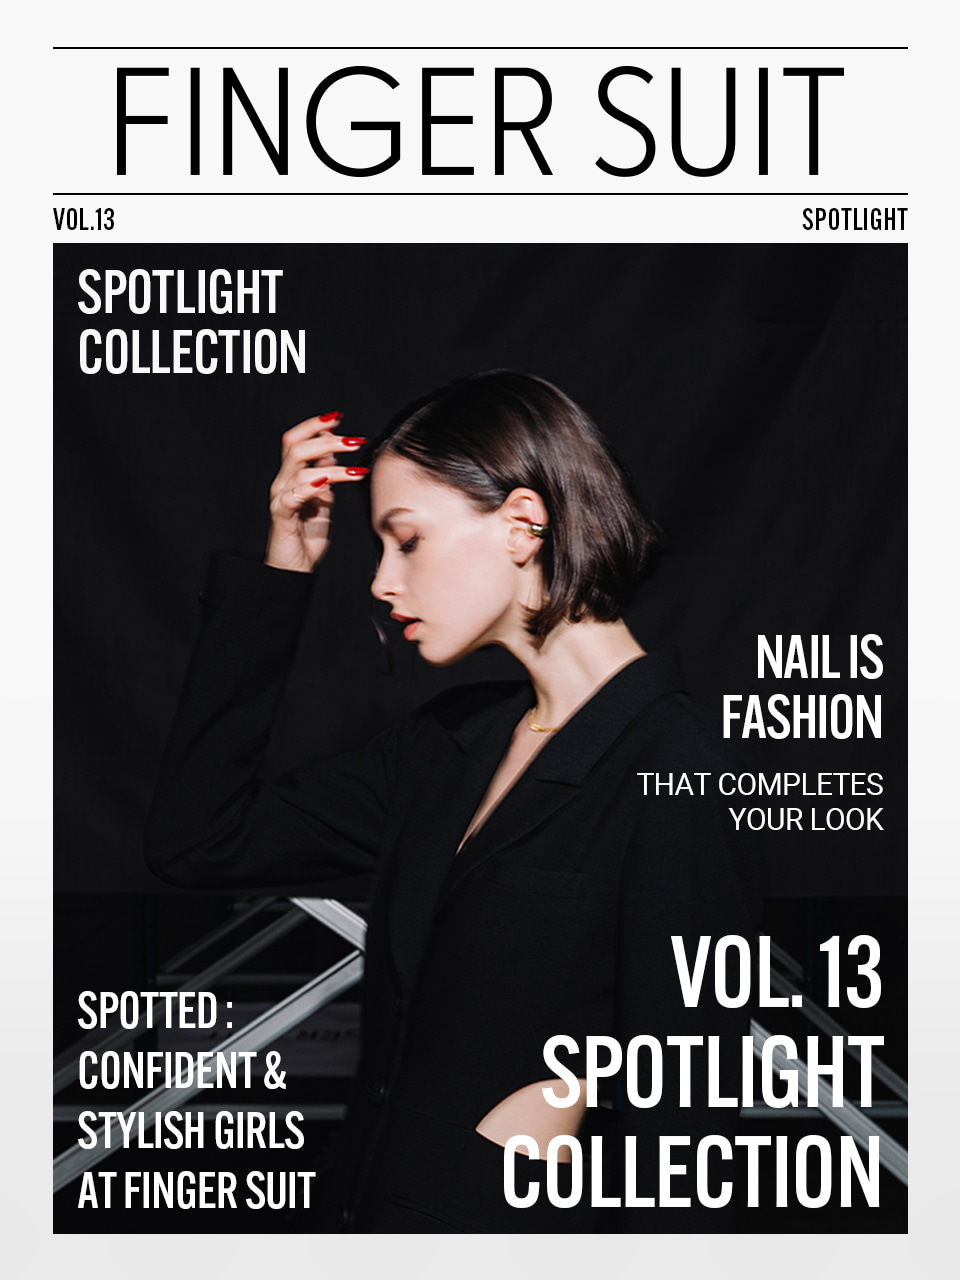 FINGER SUIT
VOL.13
SPOTLIGHT
SPOTLIGHT
COLLECTION
NAIL IS
FASHION
THAT COMPLETES
YOUR LOOK
VOL. 13
SPOTLIGHT
COLLECTION
SPOTTED :
CONFIDENT &
STYLISH GIRLS
AT FINGER SUIT